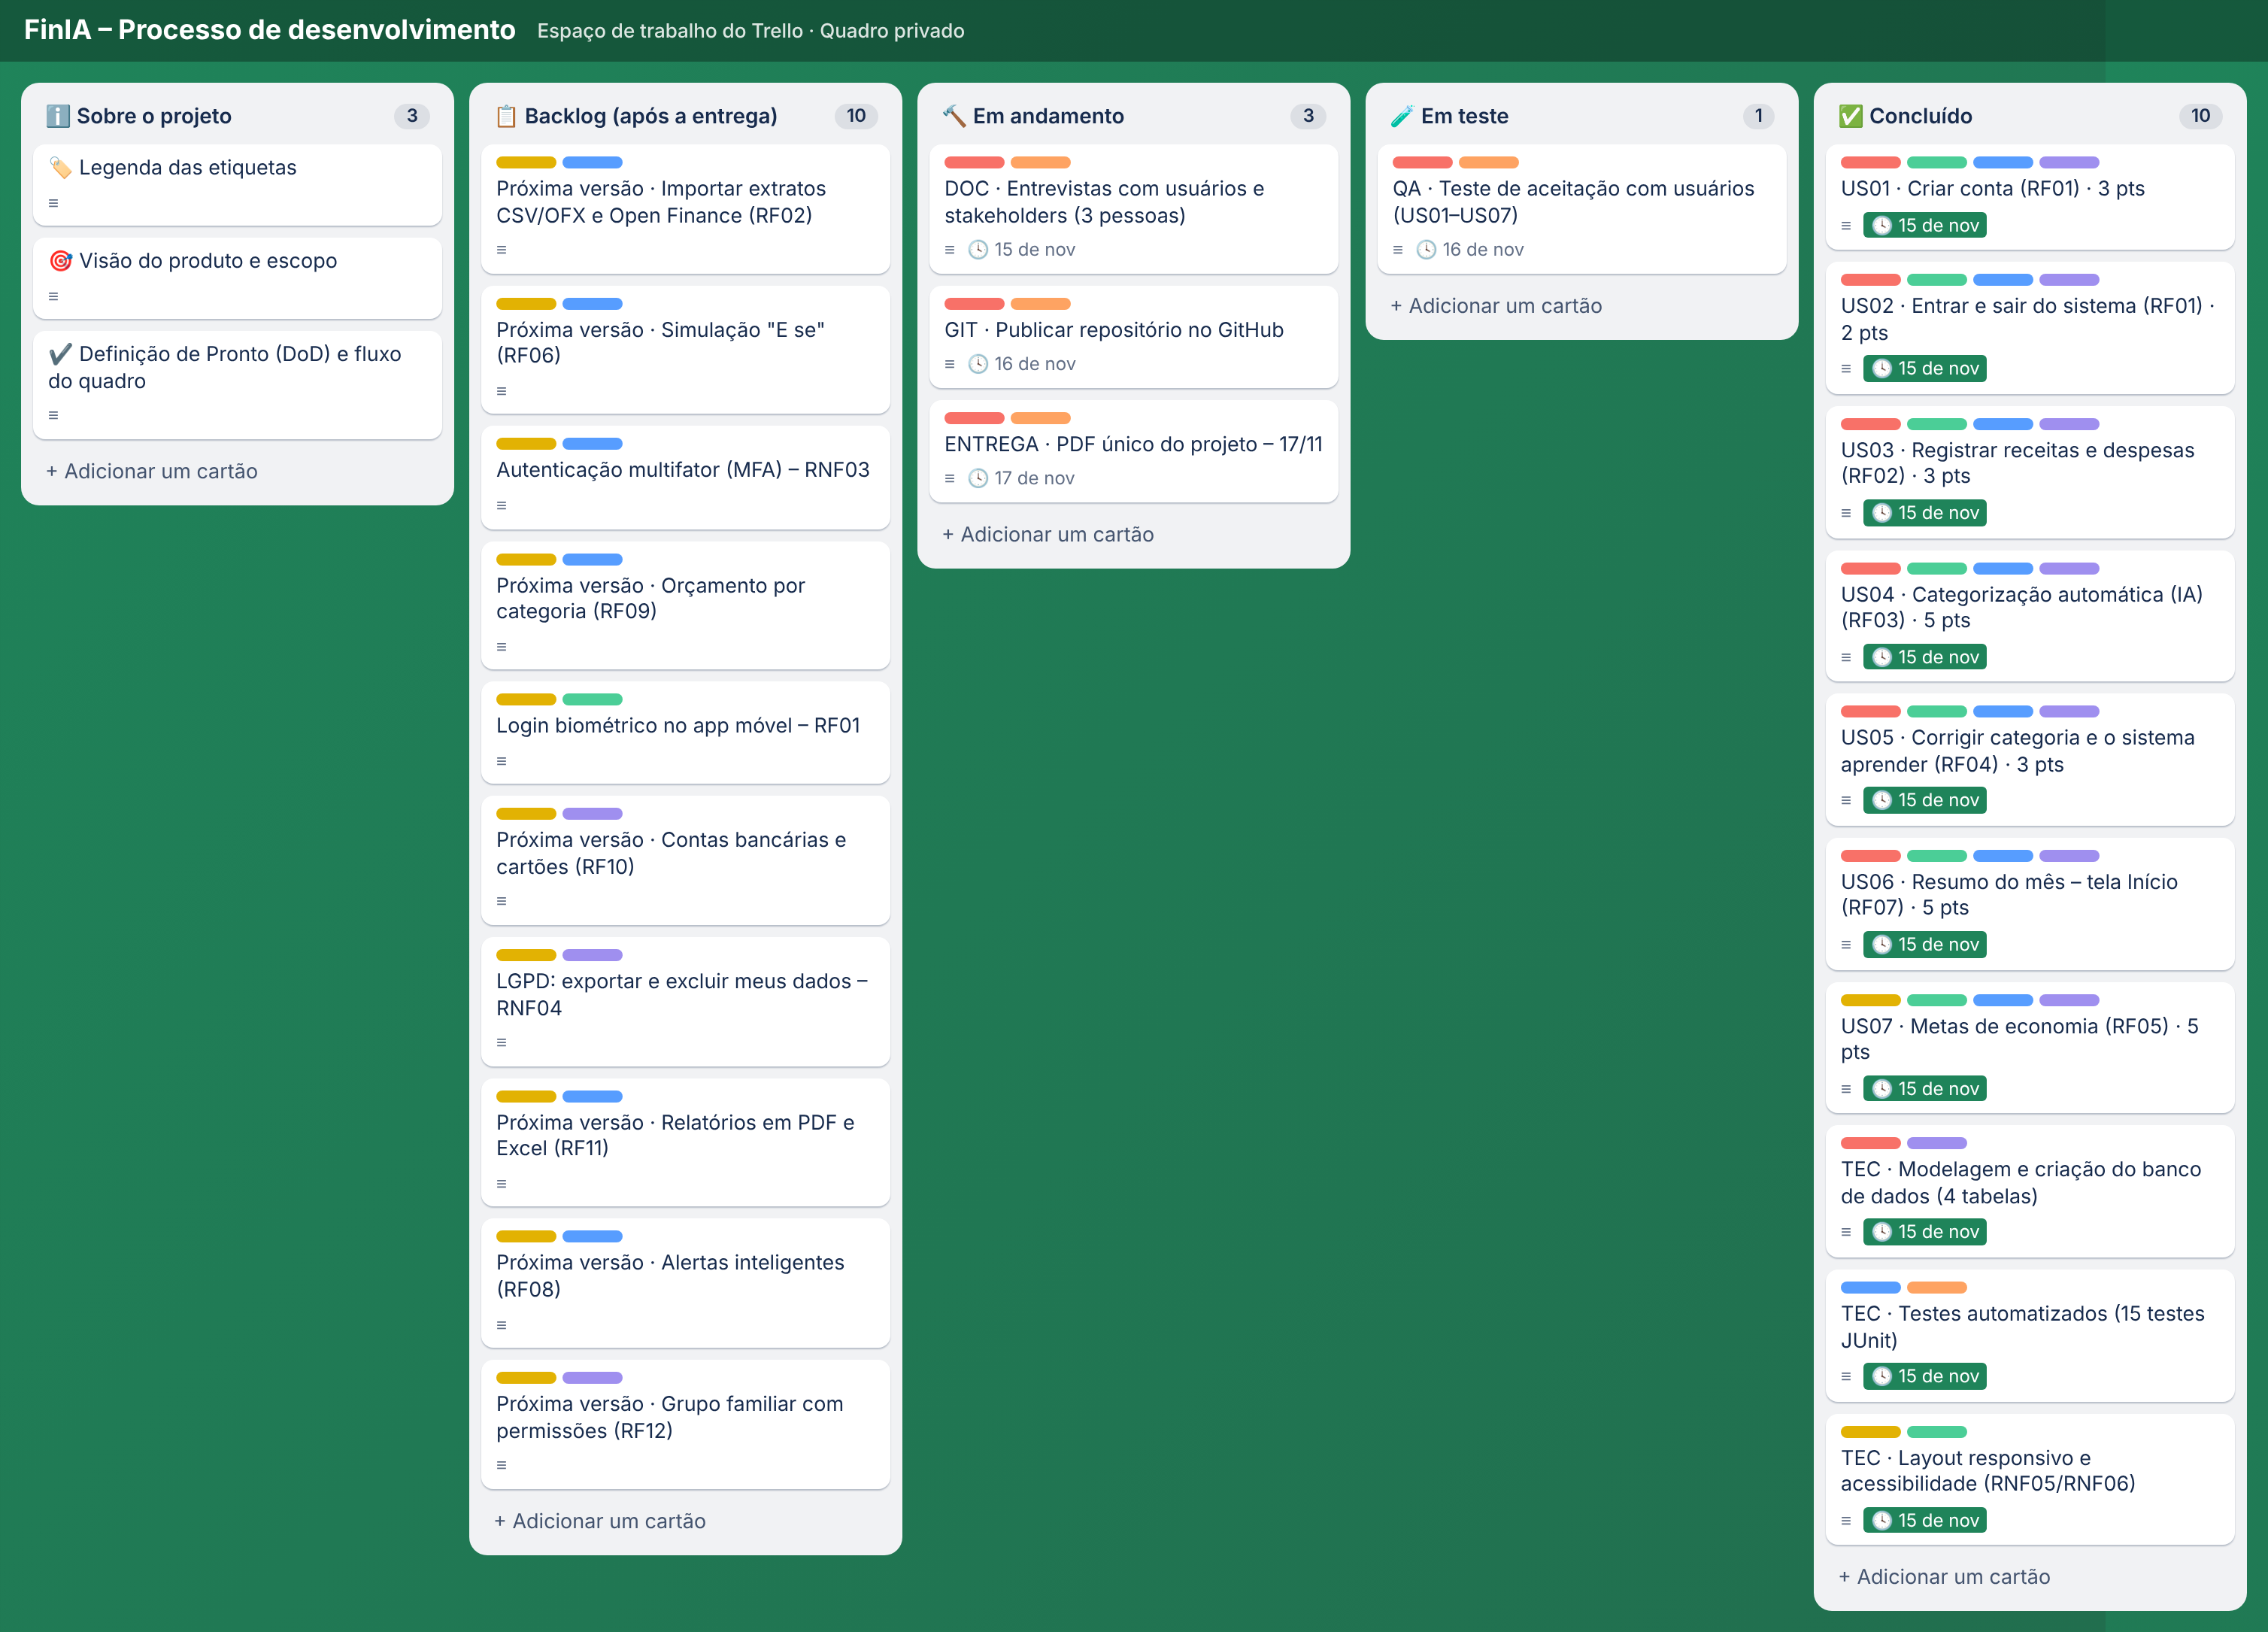 FinIA – Processo de desenvolvimento Espaço de trabalho do Trello · Quadro privado
ℹ️ Sobre o projeto 3
🏷️ Legenda das etiquetas
≡
🎯 Visão do produto e escopo
≡
✔️ Definição de Pronto (DoD) e fluxo
do quadro
≡
+ Adicionar um cartão
📋 Backlog (após a entrega) 10
Próxima versão · Importar extratos
CSV/OFX e Open Finance (RF02)
≡
Próxima versão · Simulação "E se"
(RF06)
≡
Autenticação multifator (MFA) – RNF03
≡
Próxima versão · Orçamento por
categoria (RF09)
≡
Login biométrico no app móvel – RF01
≡
Próxima versão · Contas bancárias e
cartões (RF10)
≡
LGPD: exportar e excluir meus dados –
RNF04
≡
Próxima versão · Relatórios em PDF e
Excel (RF11)
≡
Próxima versão · Alertas inteligentes
(RF08)
≡
Próxima versão · Grupo familiar com
permissões (RF12)
≡
+ Adicionar um cartão
🔨 Em andamento 3
DOC · Entrevistas com usuários e
stakeholders (3 pessoas)
≡ 🕓 15 de nov
GIT · Publicar repositório no GitHub
≡ 🕓 16 de nov
ENTREGA · PDF único do projeto – 17/11
≡ 🕓 17 de nov
+ Adicionar um cartão
🧪 Em teste 1
QA · Teste de aceitação com usuários
(US01–US07)
≡ 🕓 16 de nov
+ Adicionar um cartão
✅ Concluído 10
US01 · Criar conta (RF01) · 3 pts
≡ 🕓 15 de nov
US02 · Entrar e sair do sistema (RF01) ·
2 pts
≡ 🕓 15 de nov
US03 · Registrar receitas e despesas
(RF02) · 3 pts
≡ 🕓 15 de nov
US04 · Categorização automática (IA)
(RF03) · 5 pts
≡ 🕓 15 de nov
US05 · Corrigir categoria e o sistema
aprender (RF04) · 3 pts
≡ 🕓 15 de nov
US06 · Resumo do mês – tela Início
(RF07) · 5 pts
≡ 🕓 15 de nov
US07 · Metas de economia (RF05) · 5
pts
≡ 🕓 15 de nov
TEC · Modelagem e criação do banco
de dados (4 tabelas)
≡ 🕓 15 de nov
TEC · Testes automatizados (15 testes
JUnit)
≡ 🕓 15 de nov
TEC · Layout responsivo e
acessibilidade (RNF05/RNF06)
≡ 🕓 15 de nov
+ Adicionar um cartão